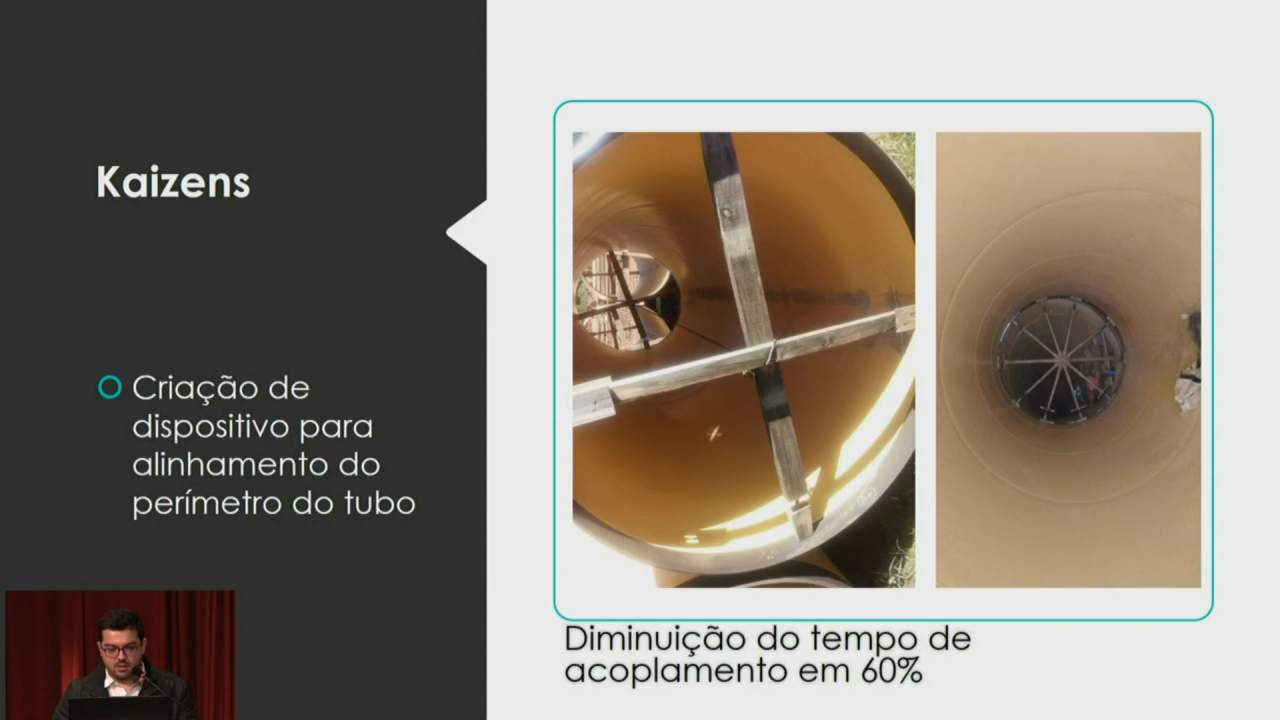 Kaizens
Criação de
dispositivo para
alinhamento do
perímetro do tubo
Diminuição do tempo de
acoplamento em 60%